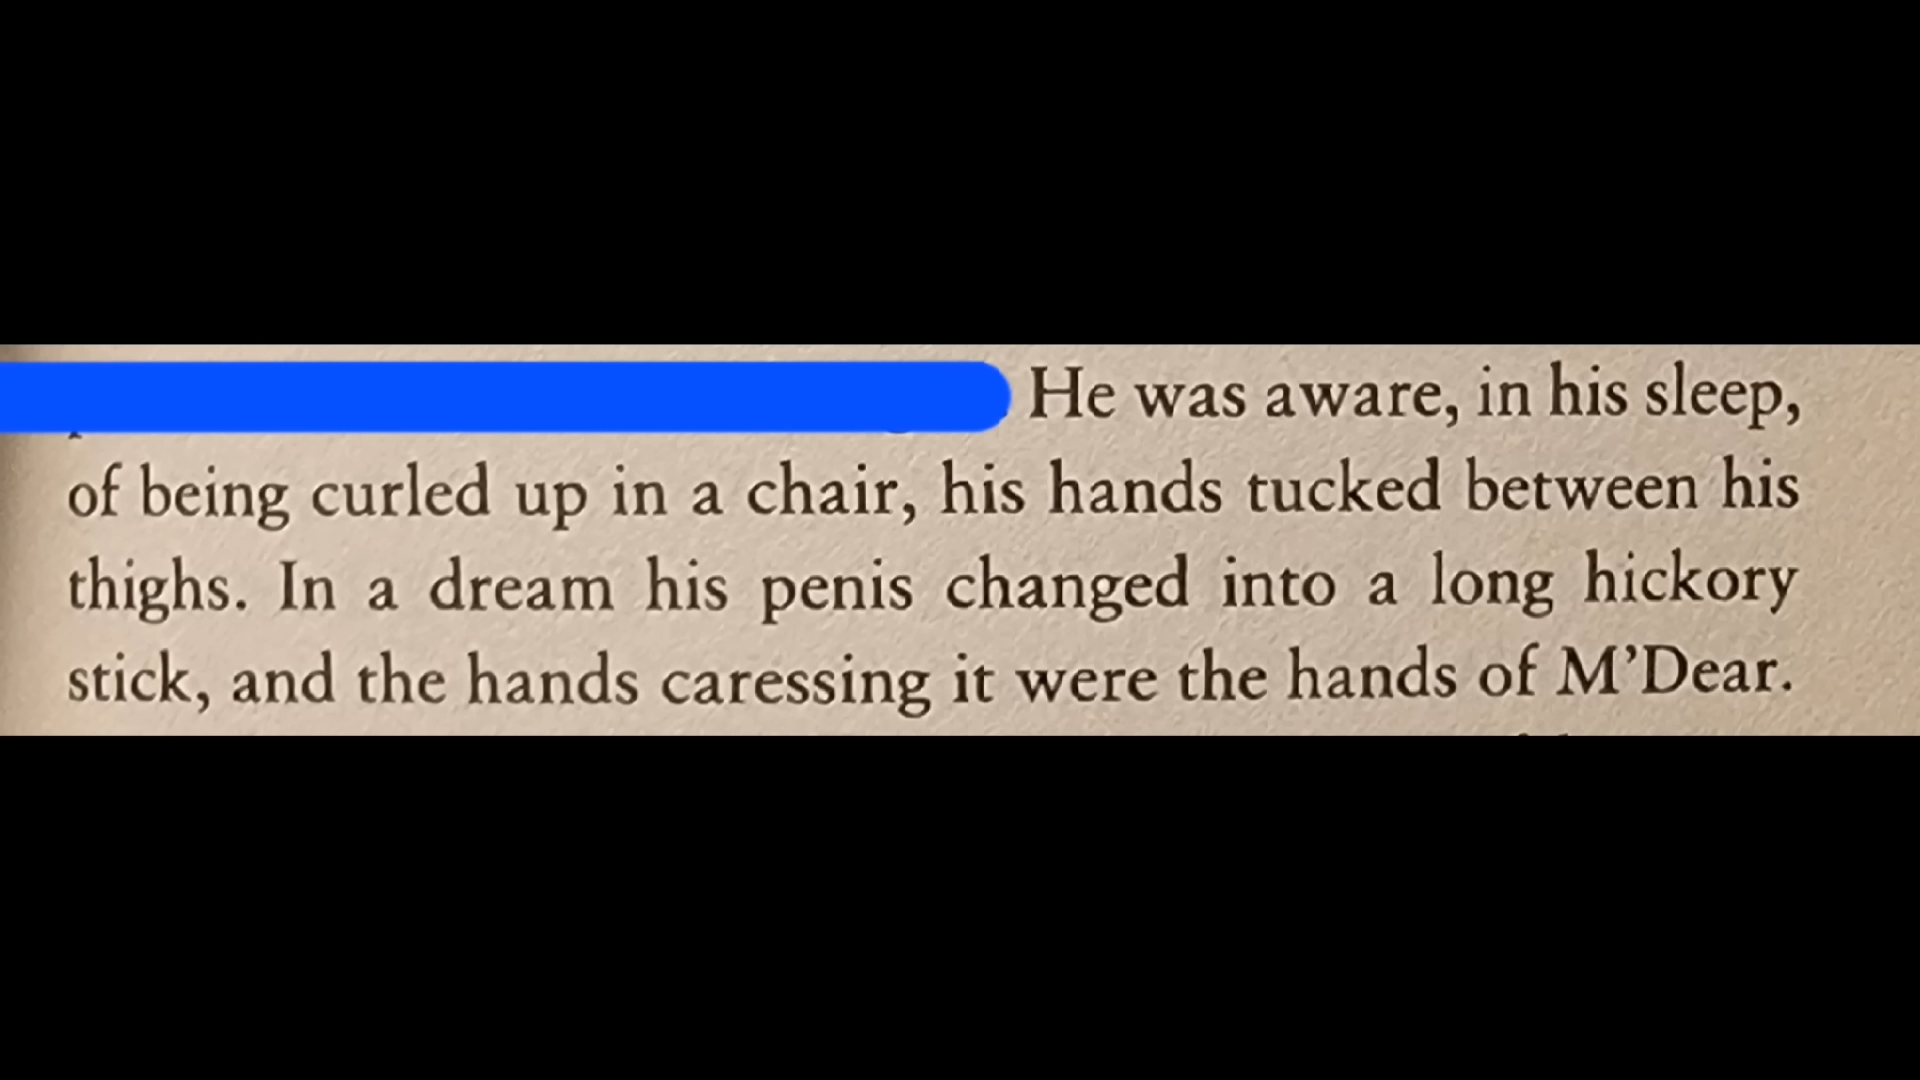 He was aware, in his sleep,
of being curled up in a chair, his hands tucked between his
thighs. In a dream his penis changed into a long hickory
stick, and the hands caressing it were the hands of M’Dear.